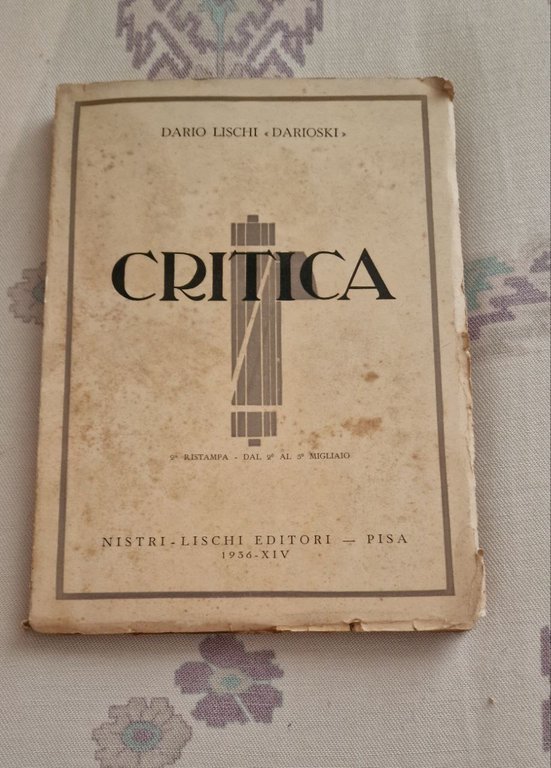 DARIO LISCHI «DARIOSKI»
CRITICA
2ª RISTAMPA - DAL 2º AL 5º MIGLIAIO
NISTRI-LISCHI EDITORI — PISA
1936-XIV